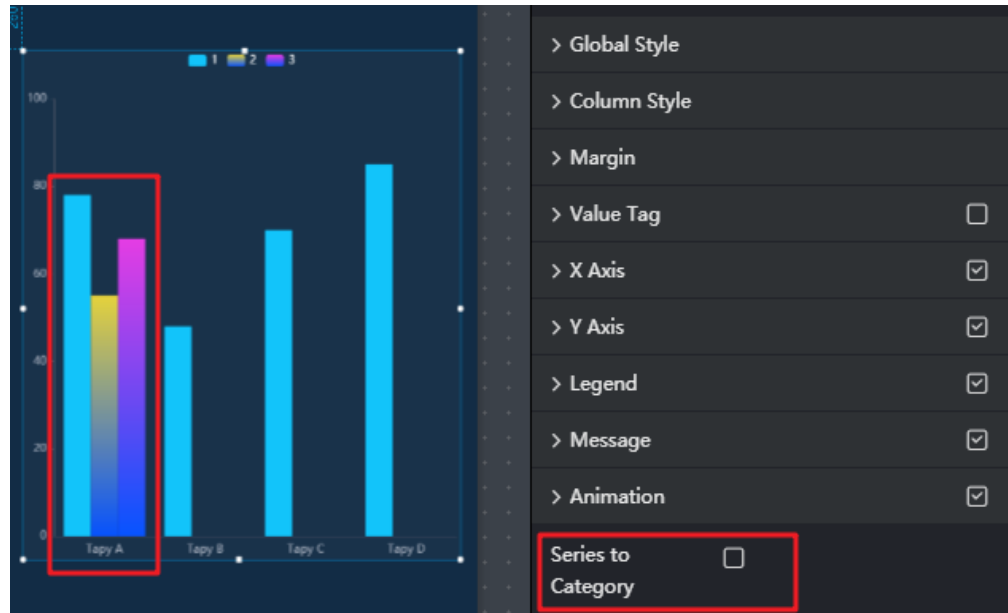 280
1 2 3
100
80
60
40
20
0
Tapy A Tapy B Tapy C Tapy D
Global Style
Column Style
Margin
Value Tag
X Axis
Y Axis
Legend
Message
Animation
Series to
Category